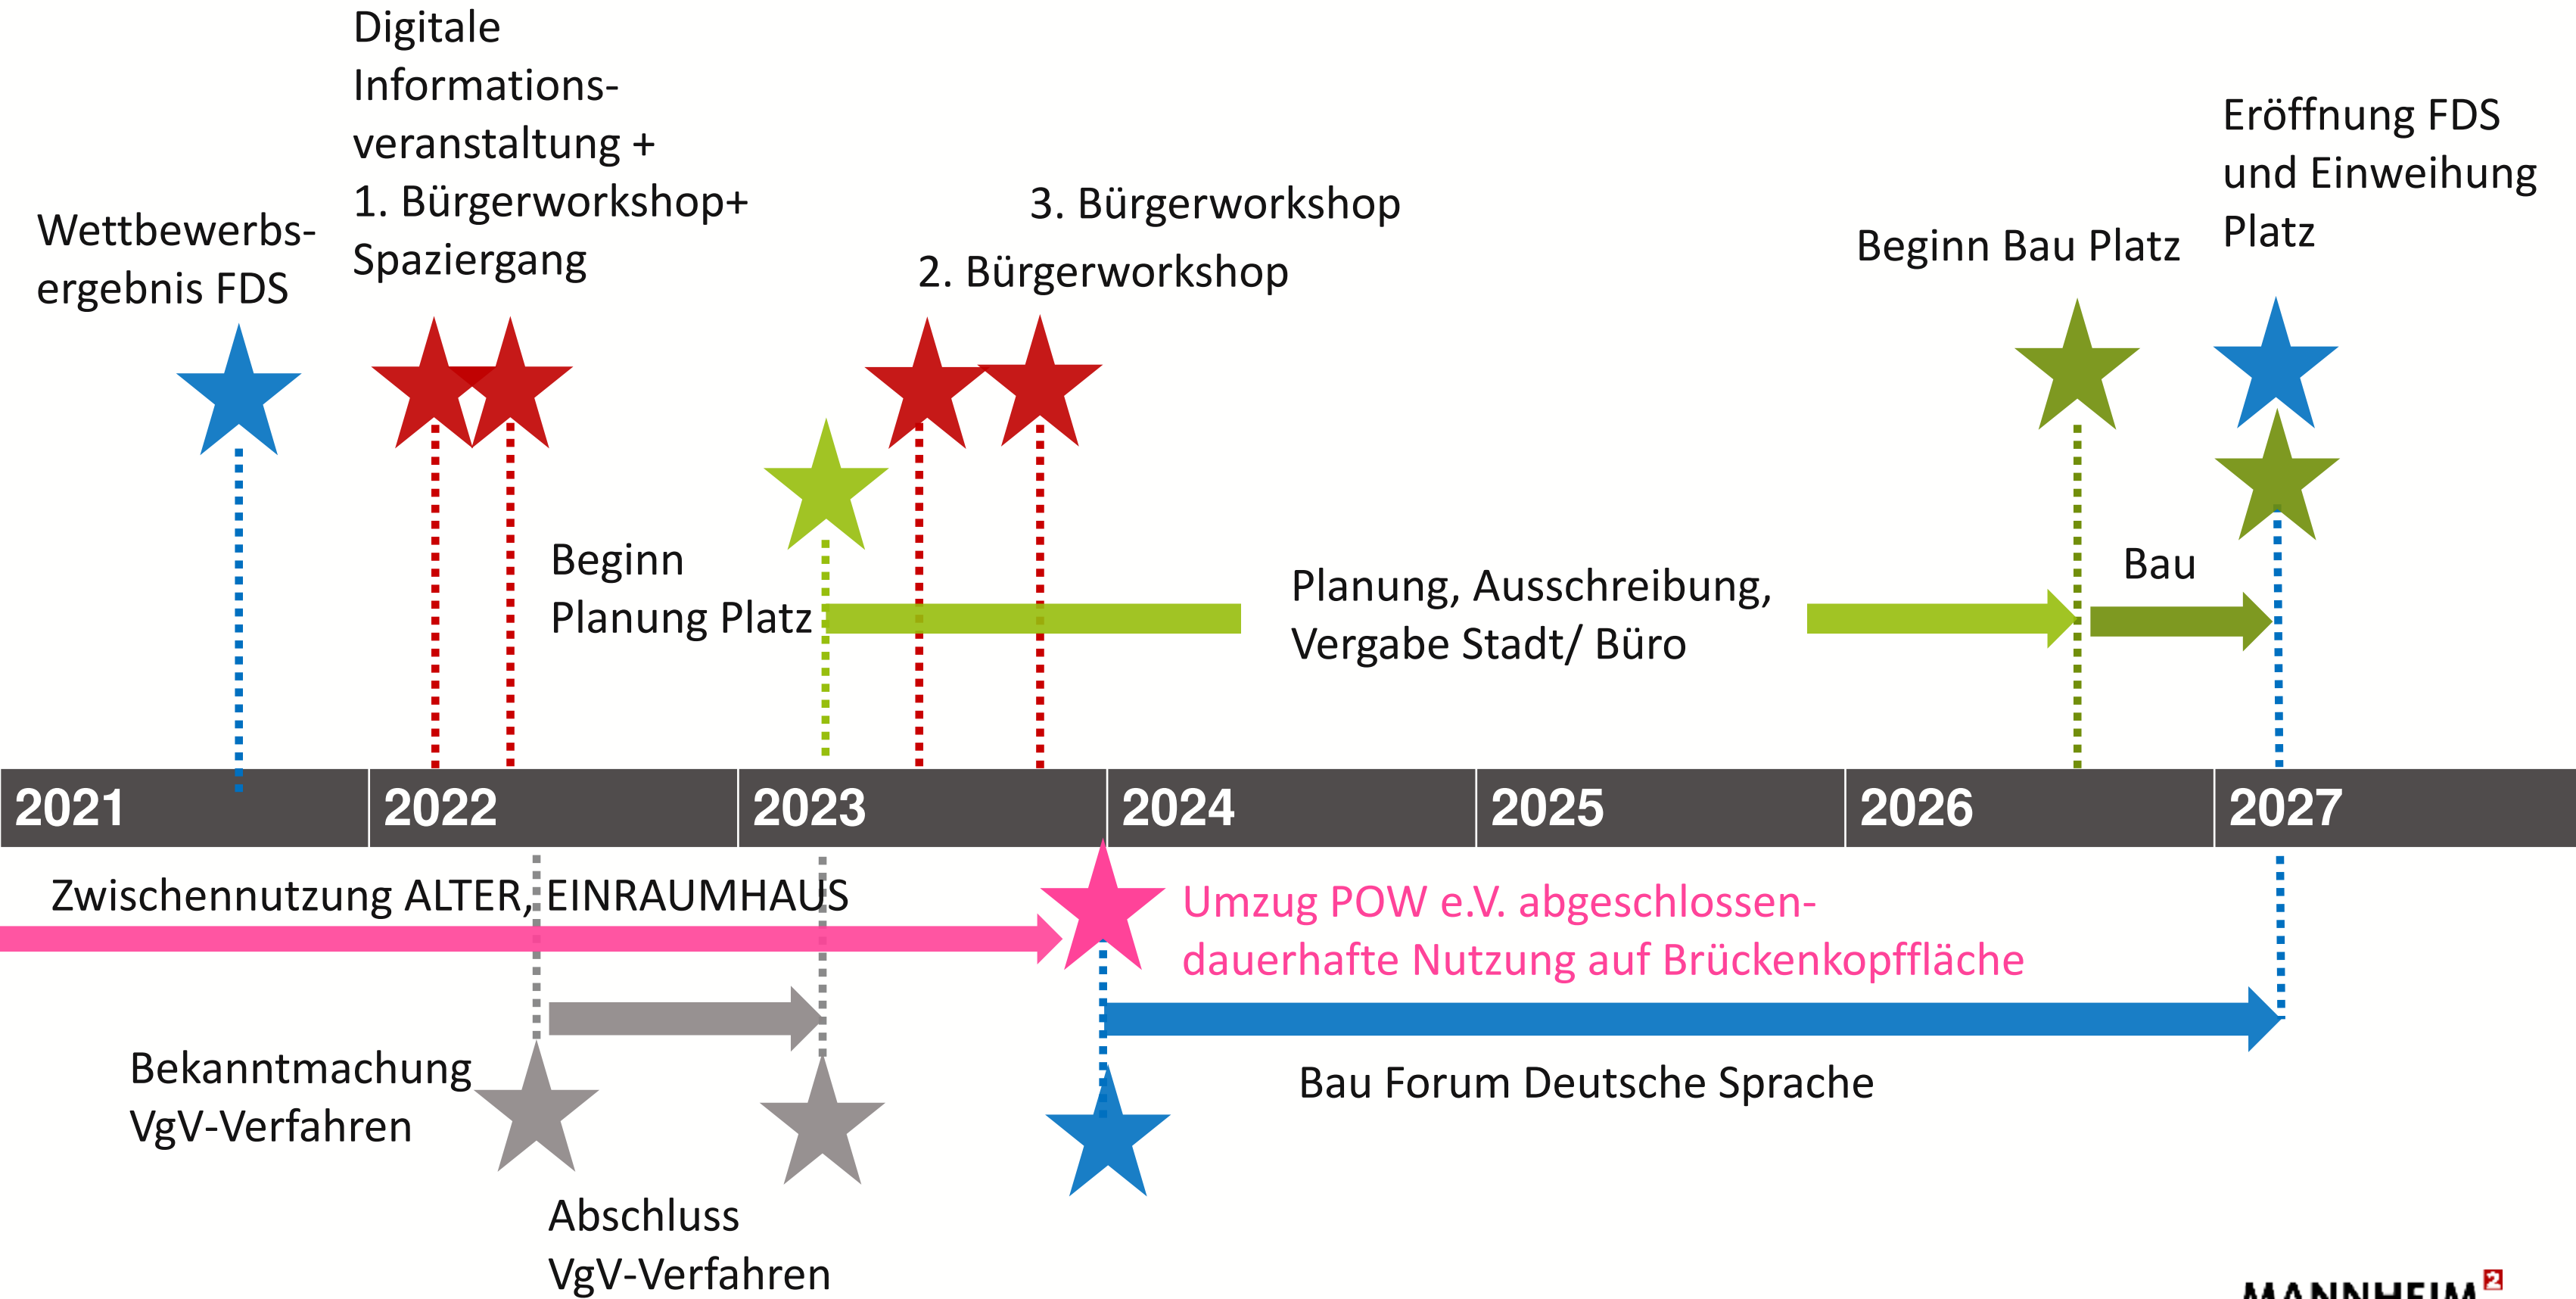 Digitale
Informations-
veranstaltung +
1. Bürgerworkshop+
Spaziergang
Wettbewerbs-
ergebnis FDS
3. Bürgerworkshop
2. Bürgerworkshop
Beginn Bau Platz
Eröffnung FDS
und Einweihung
Platz
Beginn
Planung Platz
Planung, Ausschreibung,
Vergabe Stadt/ Büro
Bau
2021 2022 2023 2024 2025 2026 2027
Zwischennutzung ALTER, EINRAUMHAUS
Umzug POW e.V. abgeschlossen-
dauerhafte Nutzung auf Brückenkopffläche
Bekanntmachung
VgV-Verfahren
Bau Forum Deutsche Sprache
Abschluss
VgV-Verfahren
MANNHEIM²